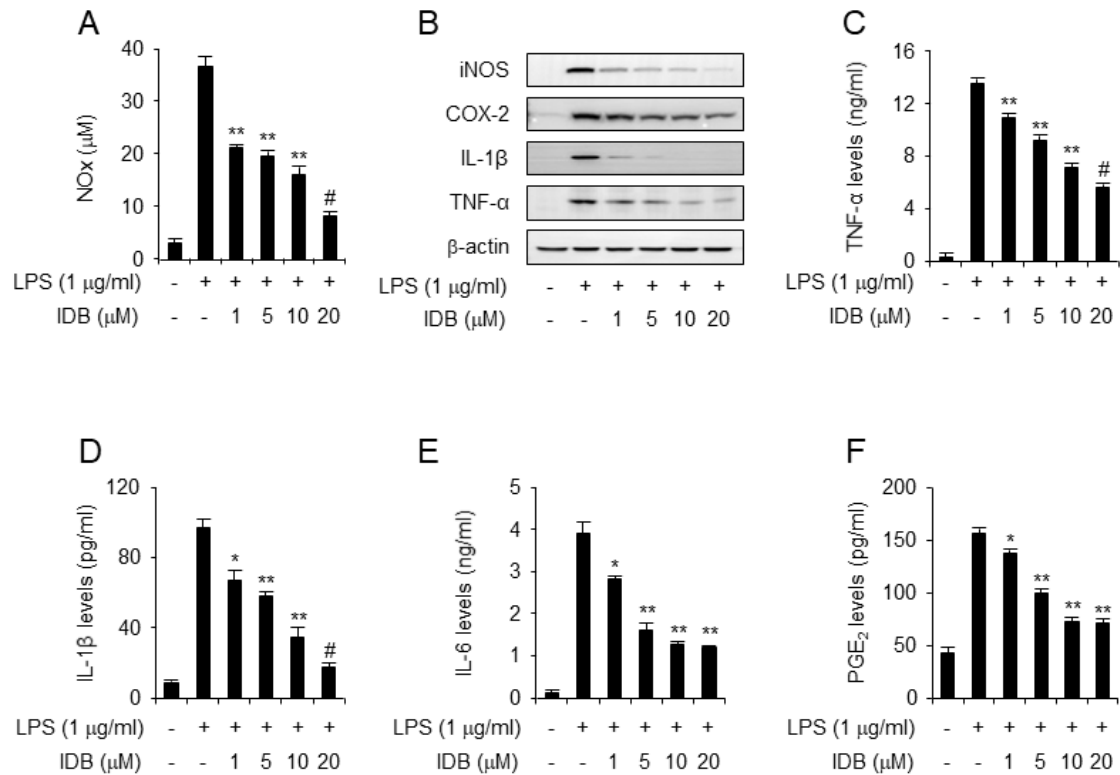 A
NOx (μM)
40
30
20
10
0
** ** ** #
LPS (1 μg/ml) - + + + + +
IDB (μM) - - 1 5 10 20
B
iNOS
COX-2
IL-1β
TNF-α
β-actin
LPS (1 μg/ml) - + + + + +
IDB (μM) - - 1 5 10 20
C
TNF-α levels (ng/ml)
16
12
8
4
0
** ** ** #
LPS (1 μg/ml) - + + + + +
IDB (μM) - - 1 5 10 20
D
IL-1β levels (pg/ml)
120
80
40
0
* ** ** #
LPS (1 μg/ml) - + + + + +
IDB (μM) - - 1 5 10 20
E
IL-6 levels (ng/ml)
5
4
3
2
1
0
* ** ** **
LPS (1 μg/ml) - + + + + +
IDB (μM) - - 1 5 10 20
F
PGE2 levels (pg/ml)
200
150
100
50
0
* ** ** **
LPS (1 μg/ml) - + + + + +
IDB (μM) - - 1 5 10 20